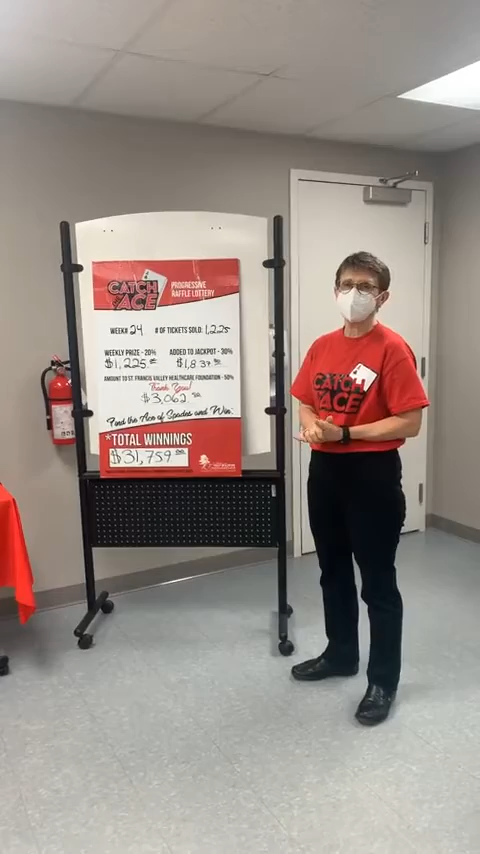 CATCH
THE
ACE
PROGRESSIVE
RAFFLE LOTTERY
WEEK# 24 # OF TICKETS SOLD: 1,225
WEEKLY PRIZE - 20% ADDED TO JACKPOT - 30%
$1,225.00 $1,837.50
AMOUNT TO ST. FRANCIS VALLEY HEALTHCARE FOUNDATION - 50%
Thank You!
$3,062.50
Find the Ace of Spades and Win:
*TOTAL WINNINGS
$31,759.00
CATCH
THE
ACE